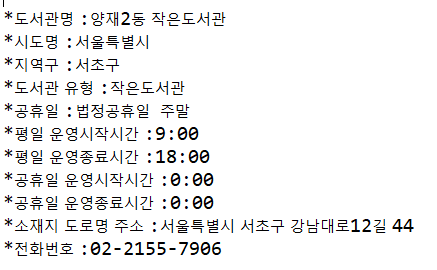 *도서관명 :양재2동 작은도서관
*시도명 :서울특별시
*지역구 :서초구
*도서관 유형 :작은도서관
*공휴일 :법정공휴일 주말
*평일 운영시작시간 :9:00
*평일 운영종료시간 :18:00
*공휴일 운영시작시간 :0:00
*공휴일 운영종료시간 :0:00
*소재지 도로명 주소 :서울특별시 서초구 강남대로12길 44
*전화번호 :02-2155-7906